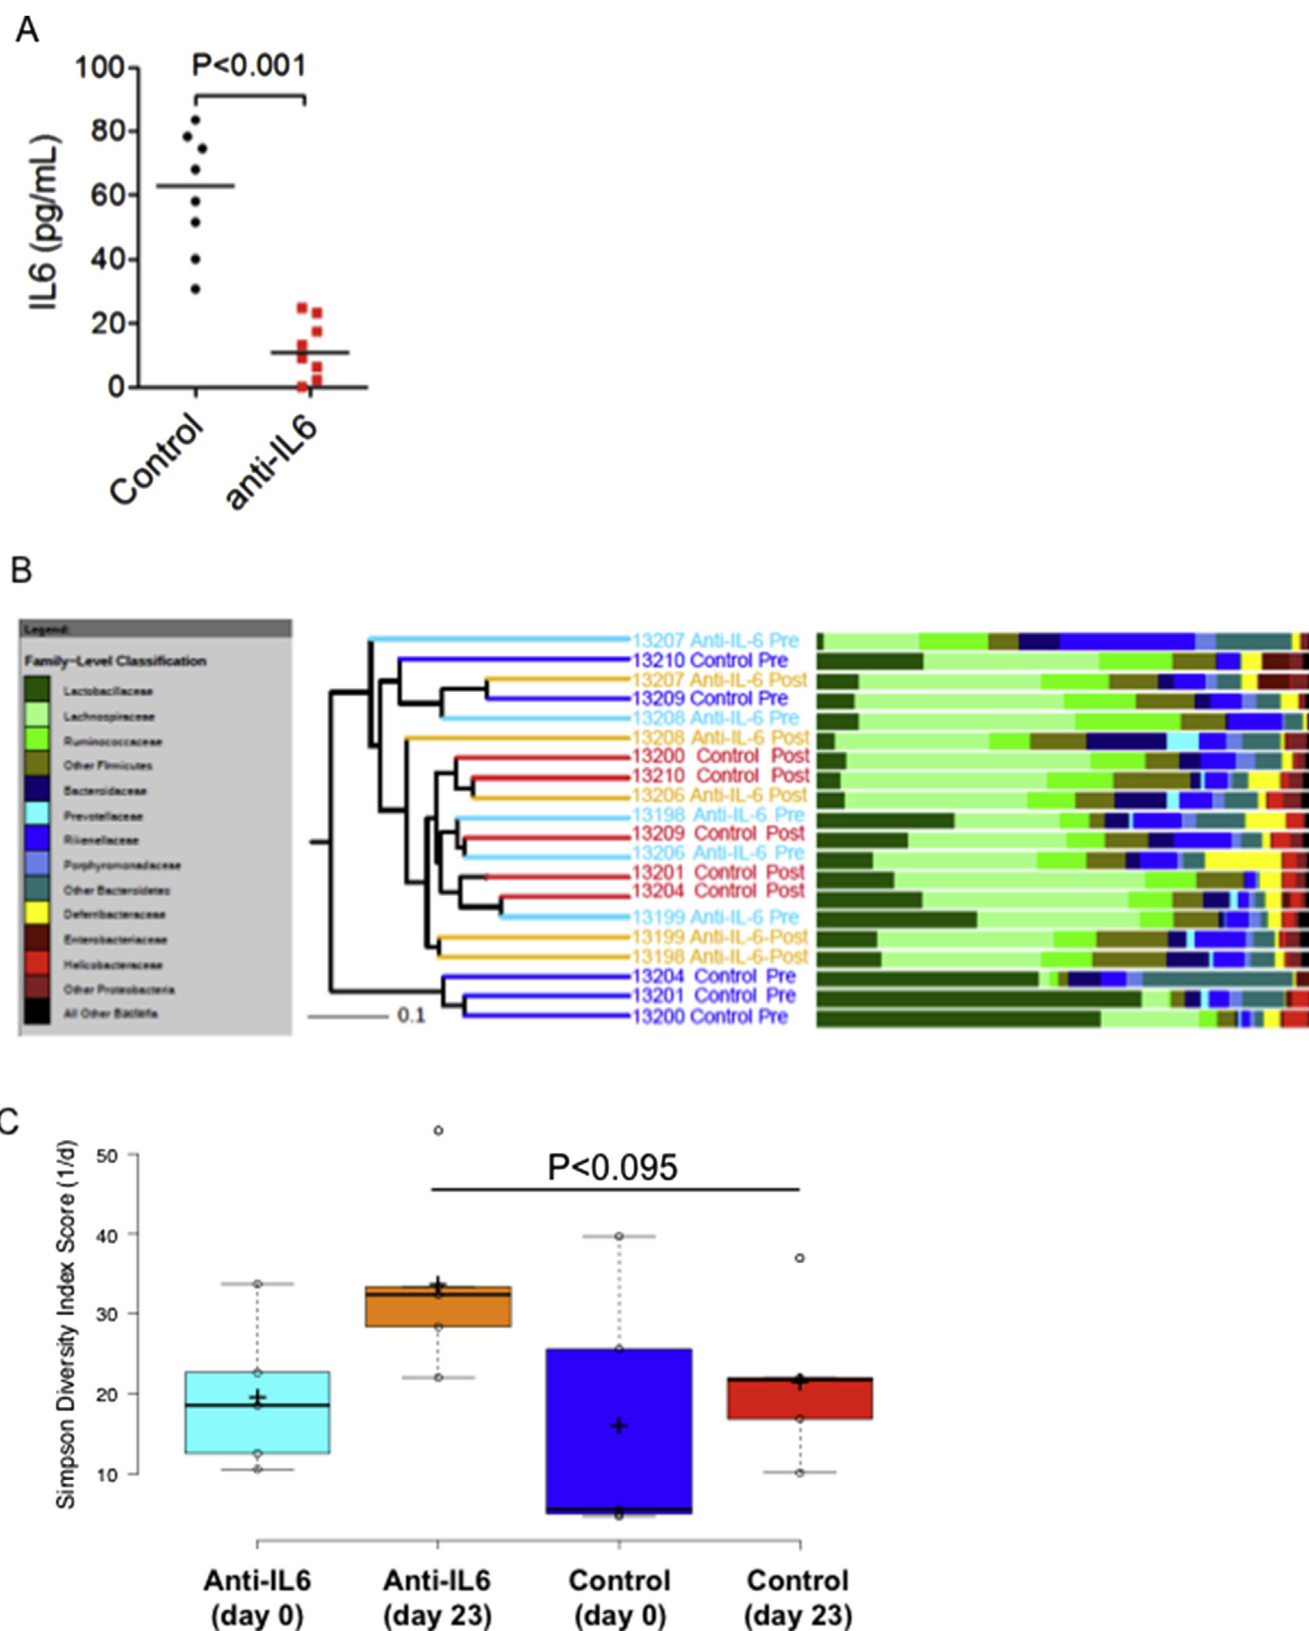 A
P<0.001
100
80
60
40
20
0
IL6 (pg/mL)
Control
anti-IL6
B
Legend:
Family-Level Classification
Lactobacillaceae
Lachnospiraceae
Ruminococcaceae
Other Firmicutes
Bacteroidaceae
Prevotellaceae
Rikenellaceae
Porphyromonadaceae
Other Bacteroidetes
Deferribacteraceae
Enterobacteriaceae
Helicobacteraceae
Other Proteobacteria
All Other Bacteria
13207 Anti-IL-6 Pre
13210 Control Pre
13207 Anti-IL-6 Post
13209 Control Pre
13208 Anti-IL-6 Pre
13208 Anti-IL-6 Post
13200 Control Post
13210 Control Post
13206 Anti-IL-6 Post
13198 Anti-IL-6 Pre
13209 Control Post
13206 Anti-IL-6 Pre
13201 Control Post
13204 Control Post
13199 Anti-IL-6 Pre
13199 Anti-IL-6-Post
13198 Anti-IL-6-Post
13204 Control Pre
13201 Control Pre
13200 Control Pre
0.1
C
Simpson Diversity Index Score (1/d)
50
40
30
20
10
P<0.095
Anti-IL6
(day 0)
Anti-IL6
(day 23)
Control
(day 0)
Control
(day 23)